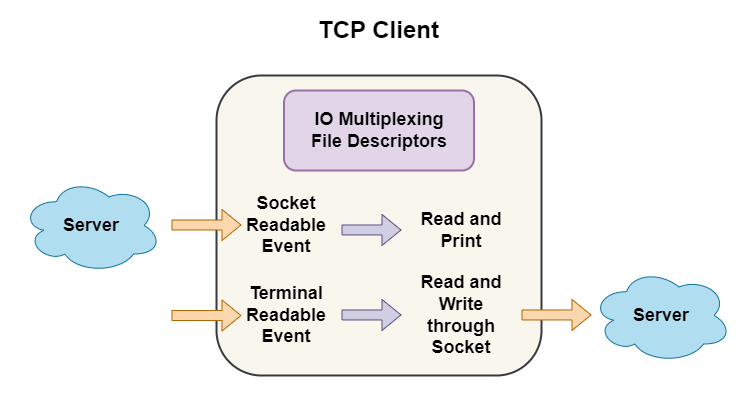 TCP Client
IO Multiplexing
File Descriptors
Server
Socket
Readable
Event
Read and
Print
Terminal
Readable
Event
Read and
Write
through
Socket
Server